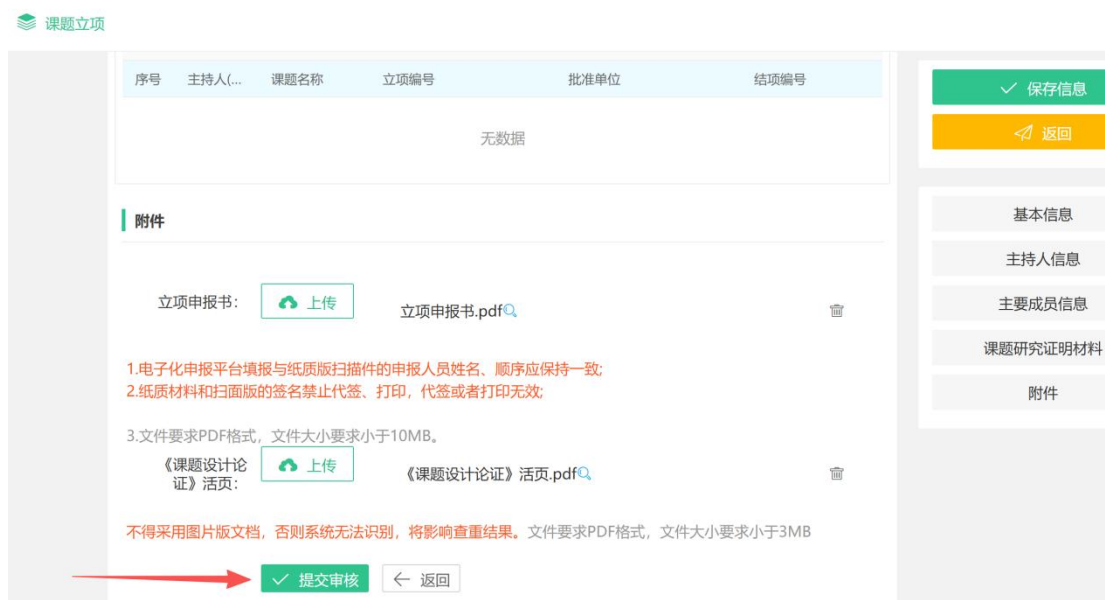 课题立项
序号 主持人(... 课题名称 立项编号 批准单位 结项编号
无数据
保存信息
返回
附件
基本信息
主持人信息
主要成员信息
课题研究证明材料
附件
立项申报书： 上传 立项申报书.pdf
1.电子化申报平台填报与纸质版扫描件的申报人员姓名、顺序应保持一致;
2.纸质材料和扫面版的签名禁止代签、打印，代签或者打印无效;
3.文件要求PDF格式，文件大小要求小于10MB。
《课题设计论
证》活页： 上传 《课题设计论证》活页.pdf
不得采用图片版文档，否则系统无法识别，将影响查重结果。文件要求PDF格式，文件大小要求小于3MB
提交审核 返回